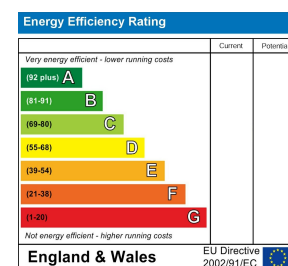 Energy Efficiency Rating
Current Potentia
Very energy efficient - lower running costs
(92 plus) A
(81-91) B
(69-80) C
(55-68) D
(39-54) E
(21-38) F
(1-20) G
Not energy efficient - higher running costs
England & Wales
EU Directive
2002/91/EC